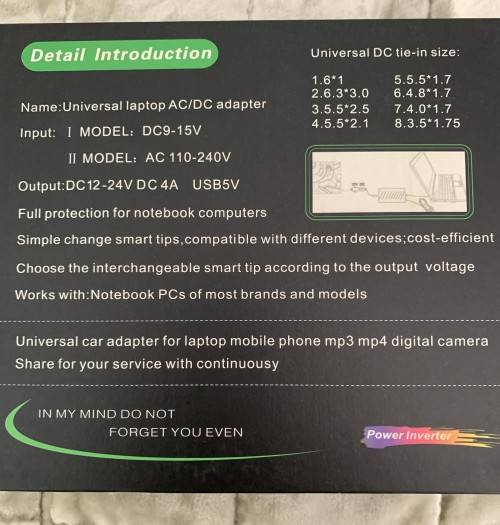 Detail Introduction
Name:Universal laptop AC/DC adapter
Input: I MODEL: DC9-15V
II MODEL: AC 110-240V
Output:DC12-24V DC 4A USB5V
Full protection for notebook computers
Universal DC tie-in size:
1.6*1 5.5.5*1.7
2.6.3*3.0 6.4.8*1.7
3.5.5*2.5 7.4.0*1.7
4.5.5*2.1 8.3.5*1.75
Simple change smart tips,compatible with different devices;cost-efficient
Choose the interchangeable smart tip according to the output voltage
Works with:Notebook PCs of most brands and models
Universal car adapter for laptop mobile phone mp3 mp4 digital camera
Share for your service with continuousy
IN MY MIND DO NOT
FORGET YOU EVEN
Power Inverter